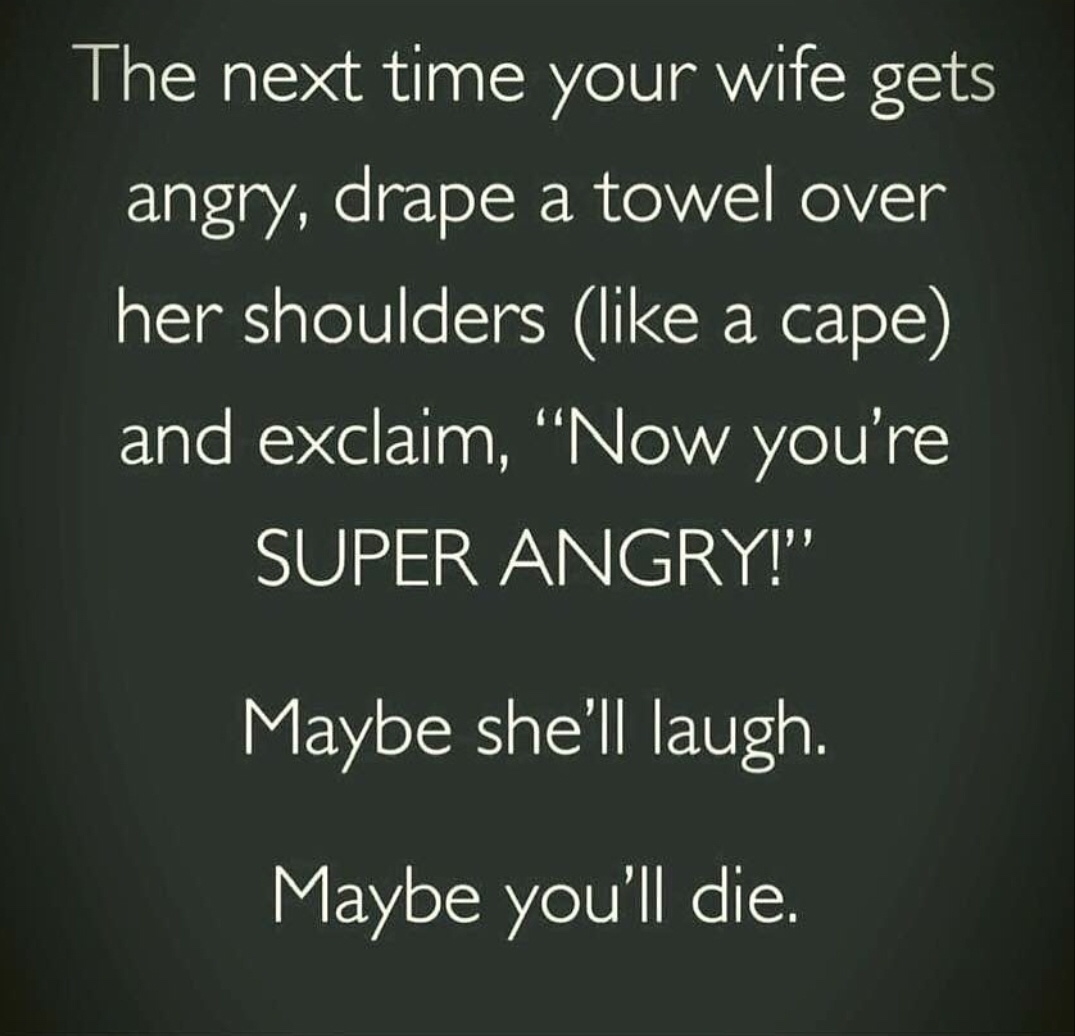 The next time your wife gets
angry, drape a towel over
her shoulders (like a cape)
and exclaim, “Now you’re
SUPER ANGRY!”
Maybe she’ll laugh.
Maybe you’ll die.